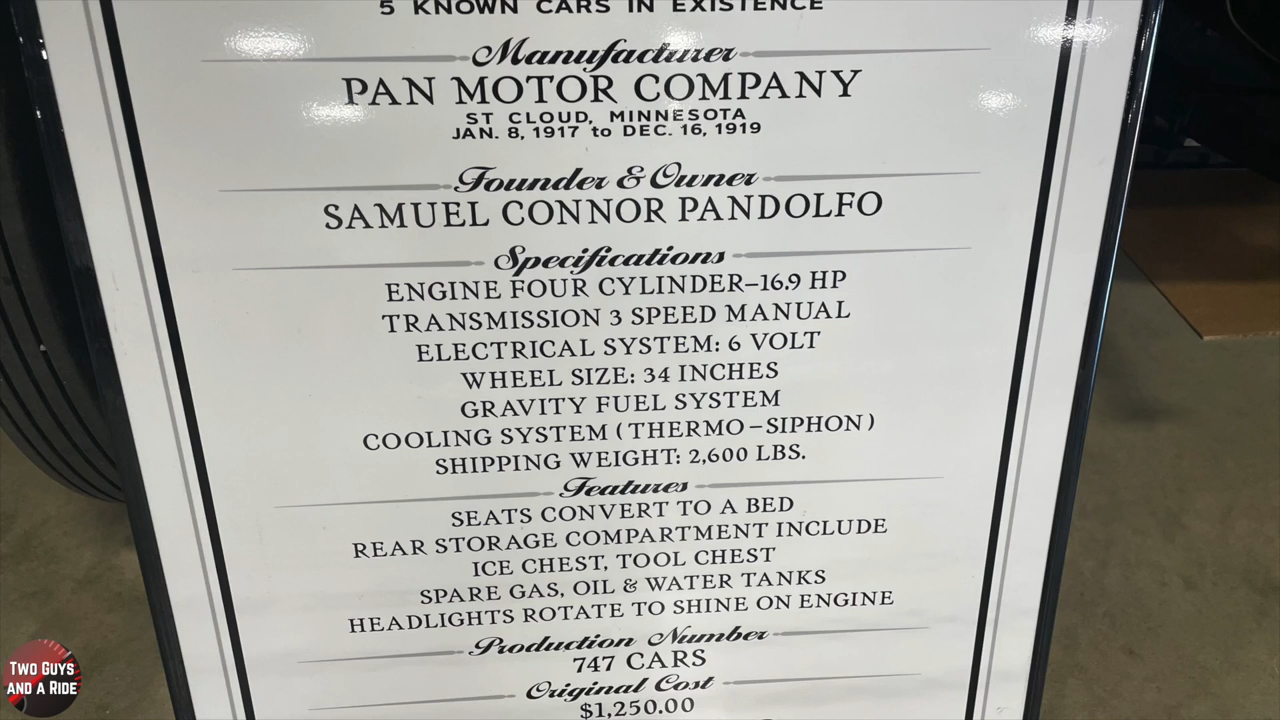 5 KNOWN CARS IN EXISTENCE
Manufacturer
PAN MOTOR COMPANY
ST CLOUD, MINNESOTA
JAN. 8, 1917 to DEC. 16, 1919
Founder & Owner
SAMUEL CONNOR PANDOLFO
Specifications
ENGINE FOUR CYLINDER–16.9 HP
TRANSMISSION 3 SPEED MANUAL
ELECTRICAL SYSTEM: 6 VOLT
WHEEL SIZE: 34 INCHES
GRAVITY FUEL SYSTEM
COOLING SYSTEM (THERMO–SIPHON)
SHIPPING WEIGHT: 2,600 LBS.
Features
SEATS CONVERT TO A BED
REAR STORAGE COMPARTMENT INCLUDE
ICE CHEST, TOOL CHEST
SPARE GAS, OIL & WATER TANKS
HEADLIGHTS ROTATE TO SHINE ON ENGINE
Production Number
747 CARS
Original Cost
$1,250.00
TWO GUYS
AND A RIDE